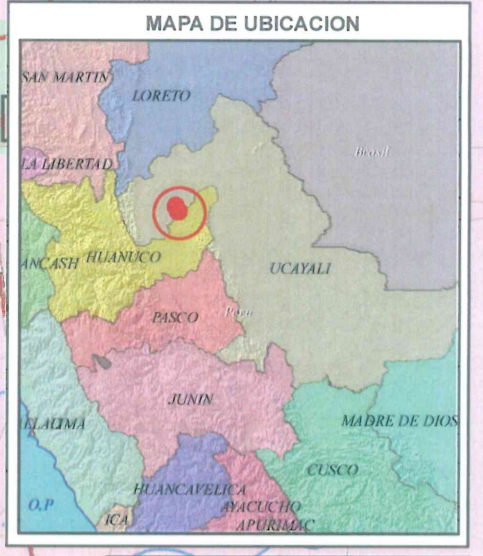 MAPA DE UBICACION
SAN MARTIN
LORETO
Brasil
LA LIBERTAD
ANCASH
HUANUCO
UCAYALI
PASCO
Peru
JUNIN
LIMA
MADRE DE DIOS
CUSCO
HUANCAVELICA
O.P
ICA
AYACUCHO
APURIMAC